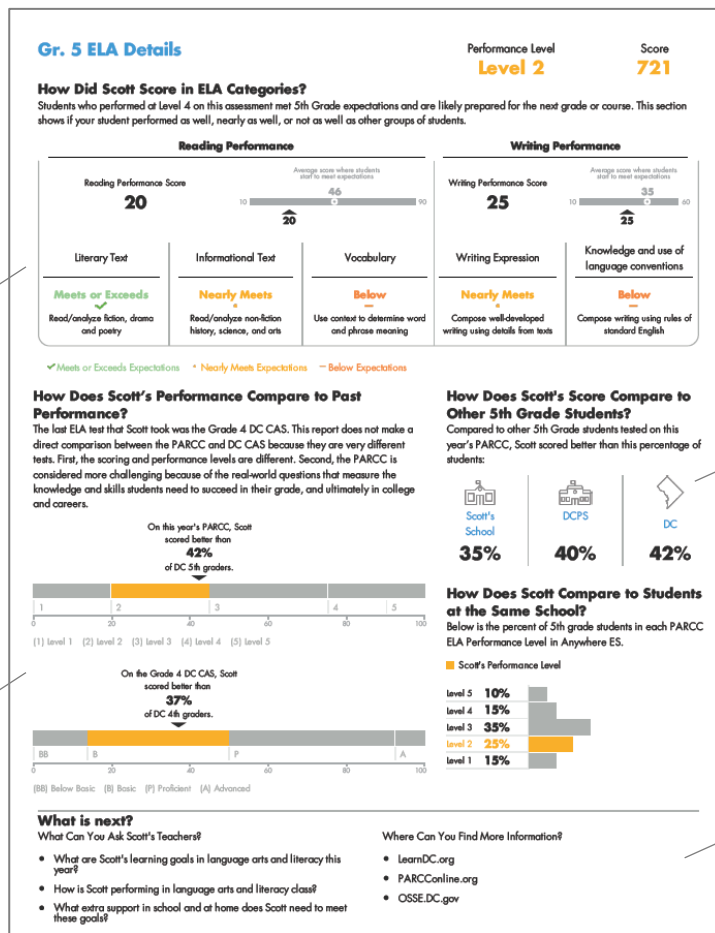 Gr. 5 ELA Details
Performance Level
Level 2
Score
721
How Did Scott Score in ELA Categories?
Students who performed at Level 4 on this assessment met 5th Grade expectations and are likely prepared for the next grade or course. This section
shows if your student performed as well, nearly as well, or not as well as other groups of students.
Reading Performance
Reading Performance Score
20
Average score where students
start to meet expectations
46
10
90
20
Writing Performance
Writing Performance Score
25
Average score where students
start to meet expectations
35
10
60
25
Literary Text
Meets or Exceeds
Read/analyze fiction, drama
and poetry
Informational Text
Nearly Meets
Read/analyze non-fiction
history, science, and arts
Vocabulary
Below
Use context to determine word
and phrase meaning
Writing Expression
Nearly Meets
Compose well-developed
writing using details from texts
Knowledge and use of
language conventions
Below
Compose writing using rules of
standard English
Meets or Exceeds Expectations
Nearly Meets Expectations
Below Expectations
How Does Scott's Performance Compare to Past
Performance?
The last ELA test that Scott took was the Grade 4 DC CAS. This report does not make a
direct comparison between the PARCC and DC CAS because they are very different
tests. First, the scoring and performance levels are different. Second, the PARCC is
considered more challenging because of the real-world questions that measure the
knowledge and skills students need to succeed in their grade, and ultimately in college
and careers.
On this year's PARCC, Scott
scored better than
42%
of DC 5th graders.
1 2 3 4 5
0 20 40 60 80 100
(1) Level 1 (2) Level 2 (3) Level 3 (4) Level 4 (5) Level 5
On the Grade 4 DC CAS, Scott
scored better than
37%
of DC 4th graders.
BB B P A
0 20 40 60 80 100
(BB) Below Basic (B) Basic (P) Proficient (A) Advanced
How Does Scott's Score Compare to
Other 5th Grade Students?
Compared to other 5th Grade students tested on this
year's PARCC, Scott scored better than this percentage of
students:
Scott's
School
35%
DCPS
40%
DC
42%
How Does Scott Compare to Students
at the Same School?
Below is the percent of 5th grade students in each PARCC
ELA Performance Level in Anywhere ES.
Scott's Performance Level
Level 5 10%
Level 4 15%
Level 3 35%
Level 2 25%
Level 1 15%
What is next?
What Can You Ask Scott's Teachers?
• What are Scott's learning goals in language arts and literacy this
year?
• How is Scott performing in language arts and literacy class?
• What extra support in school and at home does Scott need to meet
these goals?
Where Can You Find More Information?
• LearnDC.org
• PARCConline.org
• OSSE.DC.gov